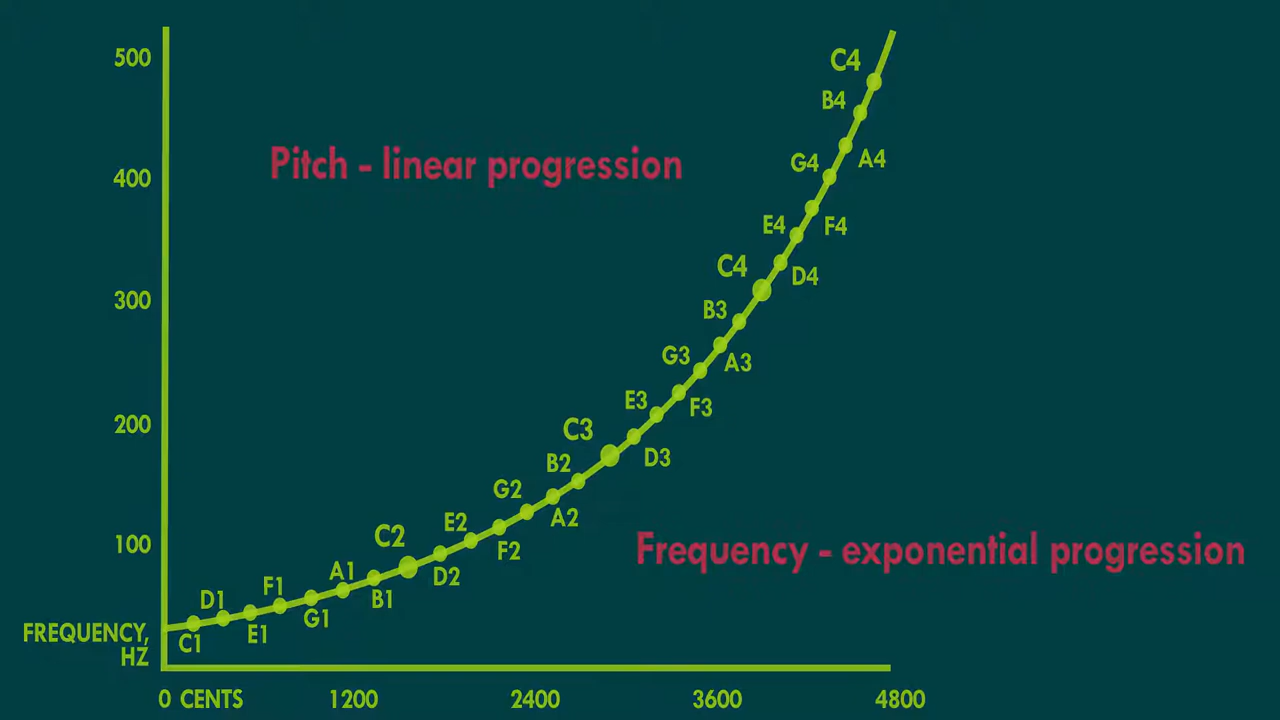 500
C4
B4
Pitch - linear progression
G4
A4
400
E4
F4
C4
D4
300
B3
G3
A3
E3
F3
200
C3
B2
D3
G2
A2
E2
C2
100
F2
Frequency - exponential progression
A1
D2
F1
B1
D1
G1
FREQUENCY,
HZ
C1
E1
0 CENTS
1200
2400
3600
4800